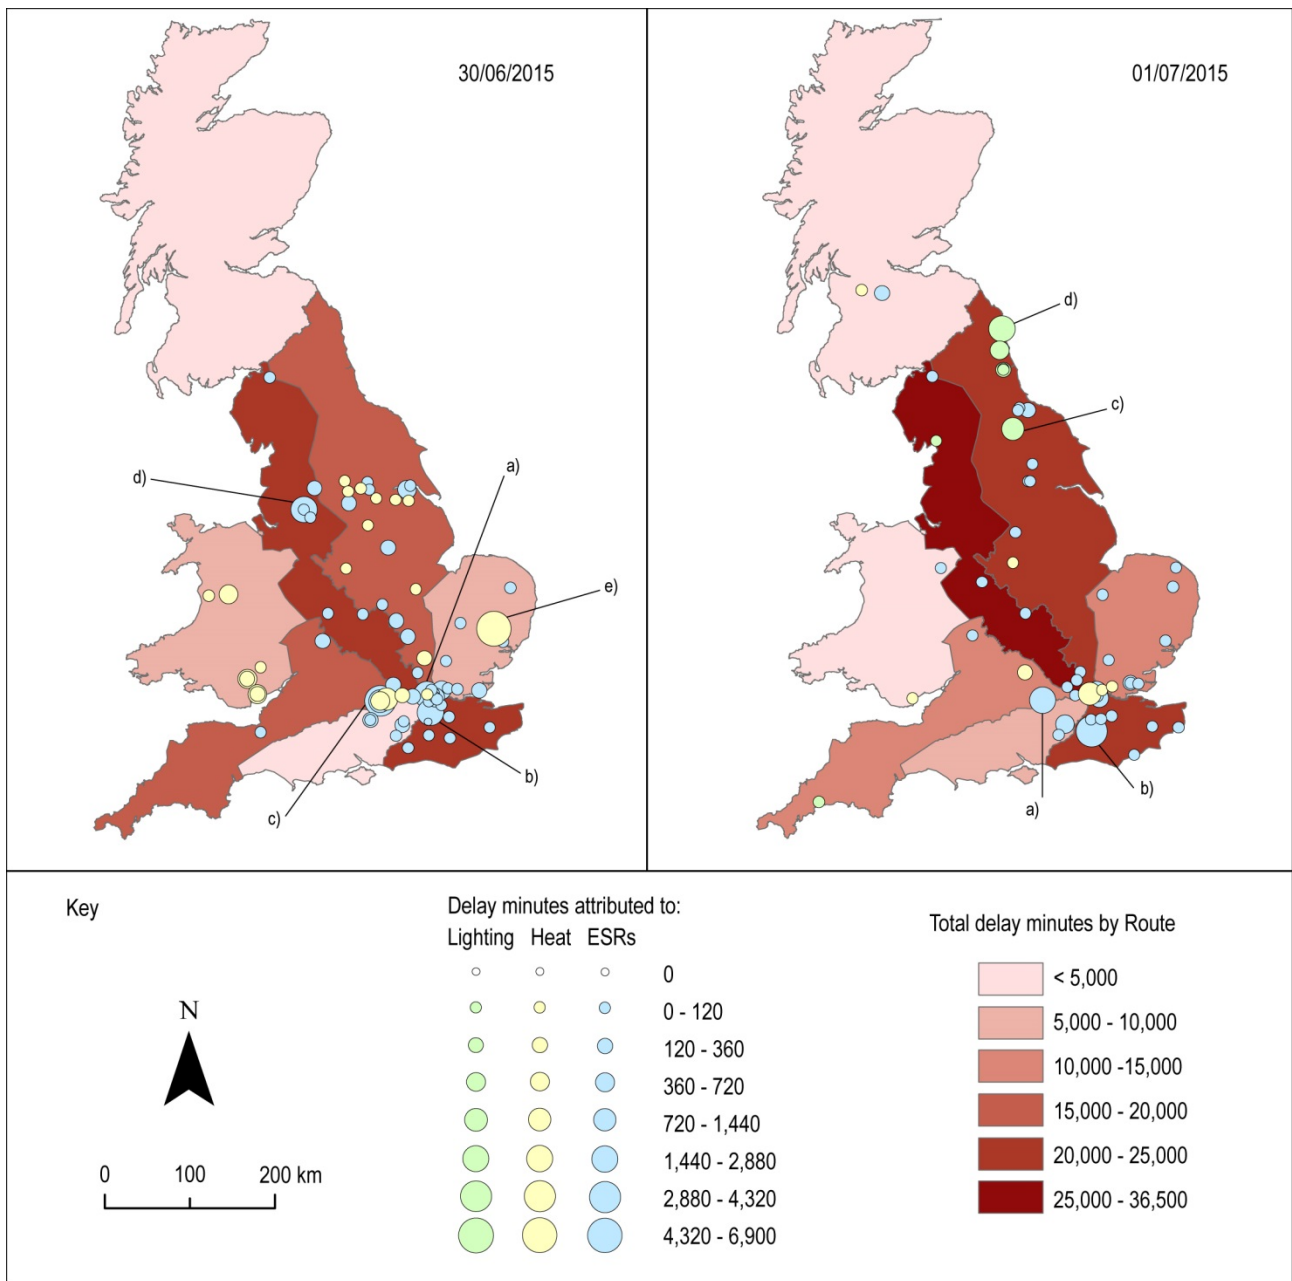 30/06/2015
a)
d)
e)
b)
c)
01/07/2015
d)
c)
a)
b)
Key
N
0 100 200 km
Delay minutes attributed to:
Lighting Heat ESRs
0
0 - 120
120 - 360
360 - 720
720 - 1,440
1,440 - 2,880
2,880 - 4,320
4,320 - 6,900
Total delay minutes by Route
< 5,000
5,000 - 10,000
10,000 -15,000
15,000 - 20,000
20,000 - 25,000
25,000 - 36,500